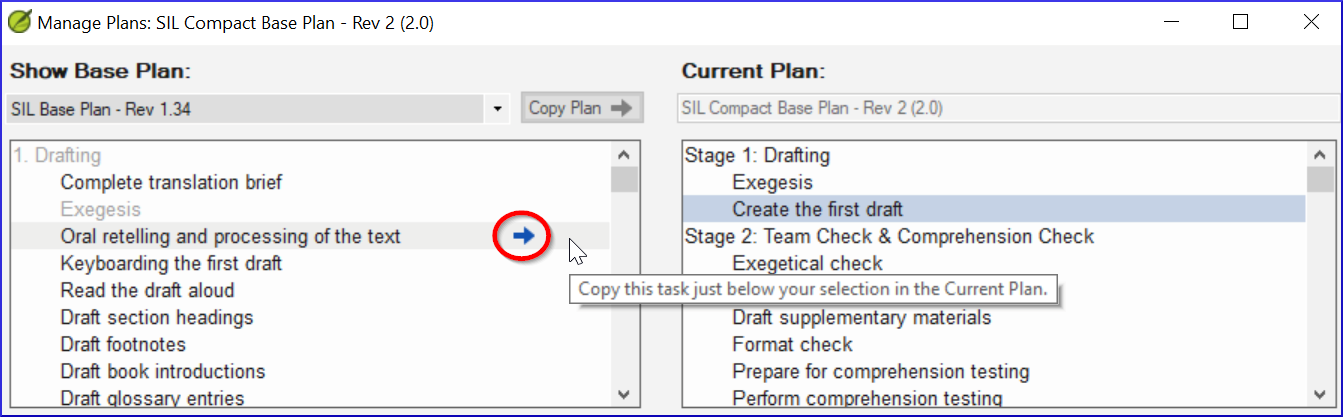 Manage Plans: SIL Compact Base Plan - Rev 2 (2.0)
Show Base Plan:
SIL Base Plan - Rev 1.34
Copy Plan
1. Drafting
Complete translation brief
Exegesis
Oral retelling and processing of the text
Keyboarding the first draft
Read the draft aloud
Draft section headings
Draft footnotes
Draft book introductions
Draft glossary entries
Current Plan:
SIL Compact Base Plan - Rev 2 (2.0)
Stage 1: Drafting
Exegesis
Create the first draft
Stage 2: Team Check & Comprehension Check
Exegetical check
Copy this task just below your selection in the Current Plan.
Draft supplementary materials
Format check
Prepare for comprehension testing
Perform comprehension testing